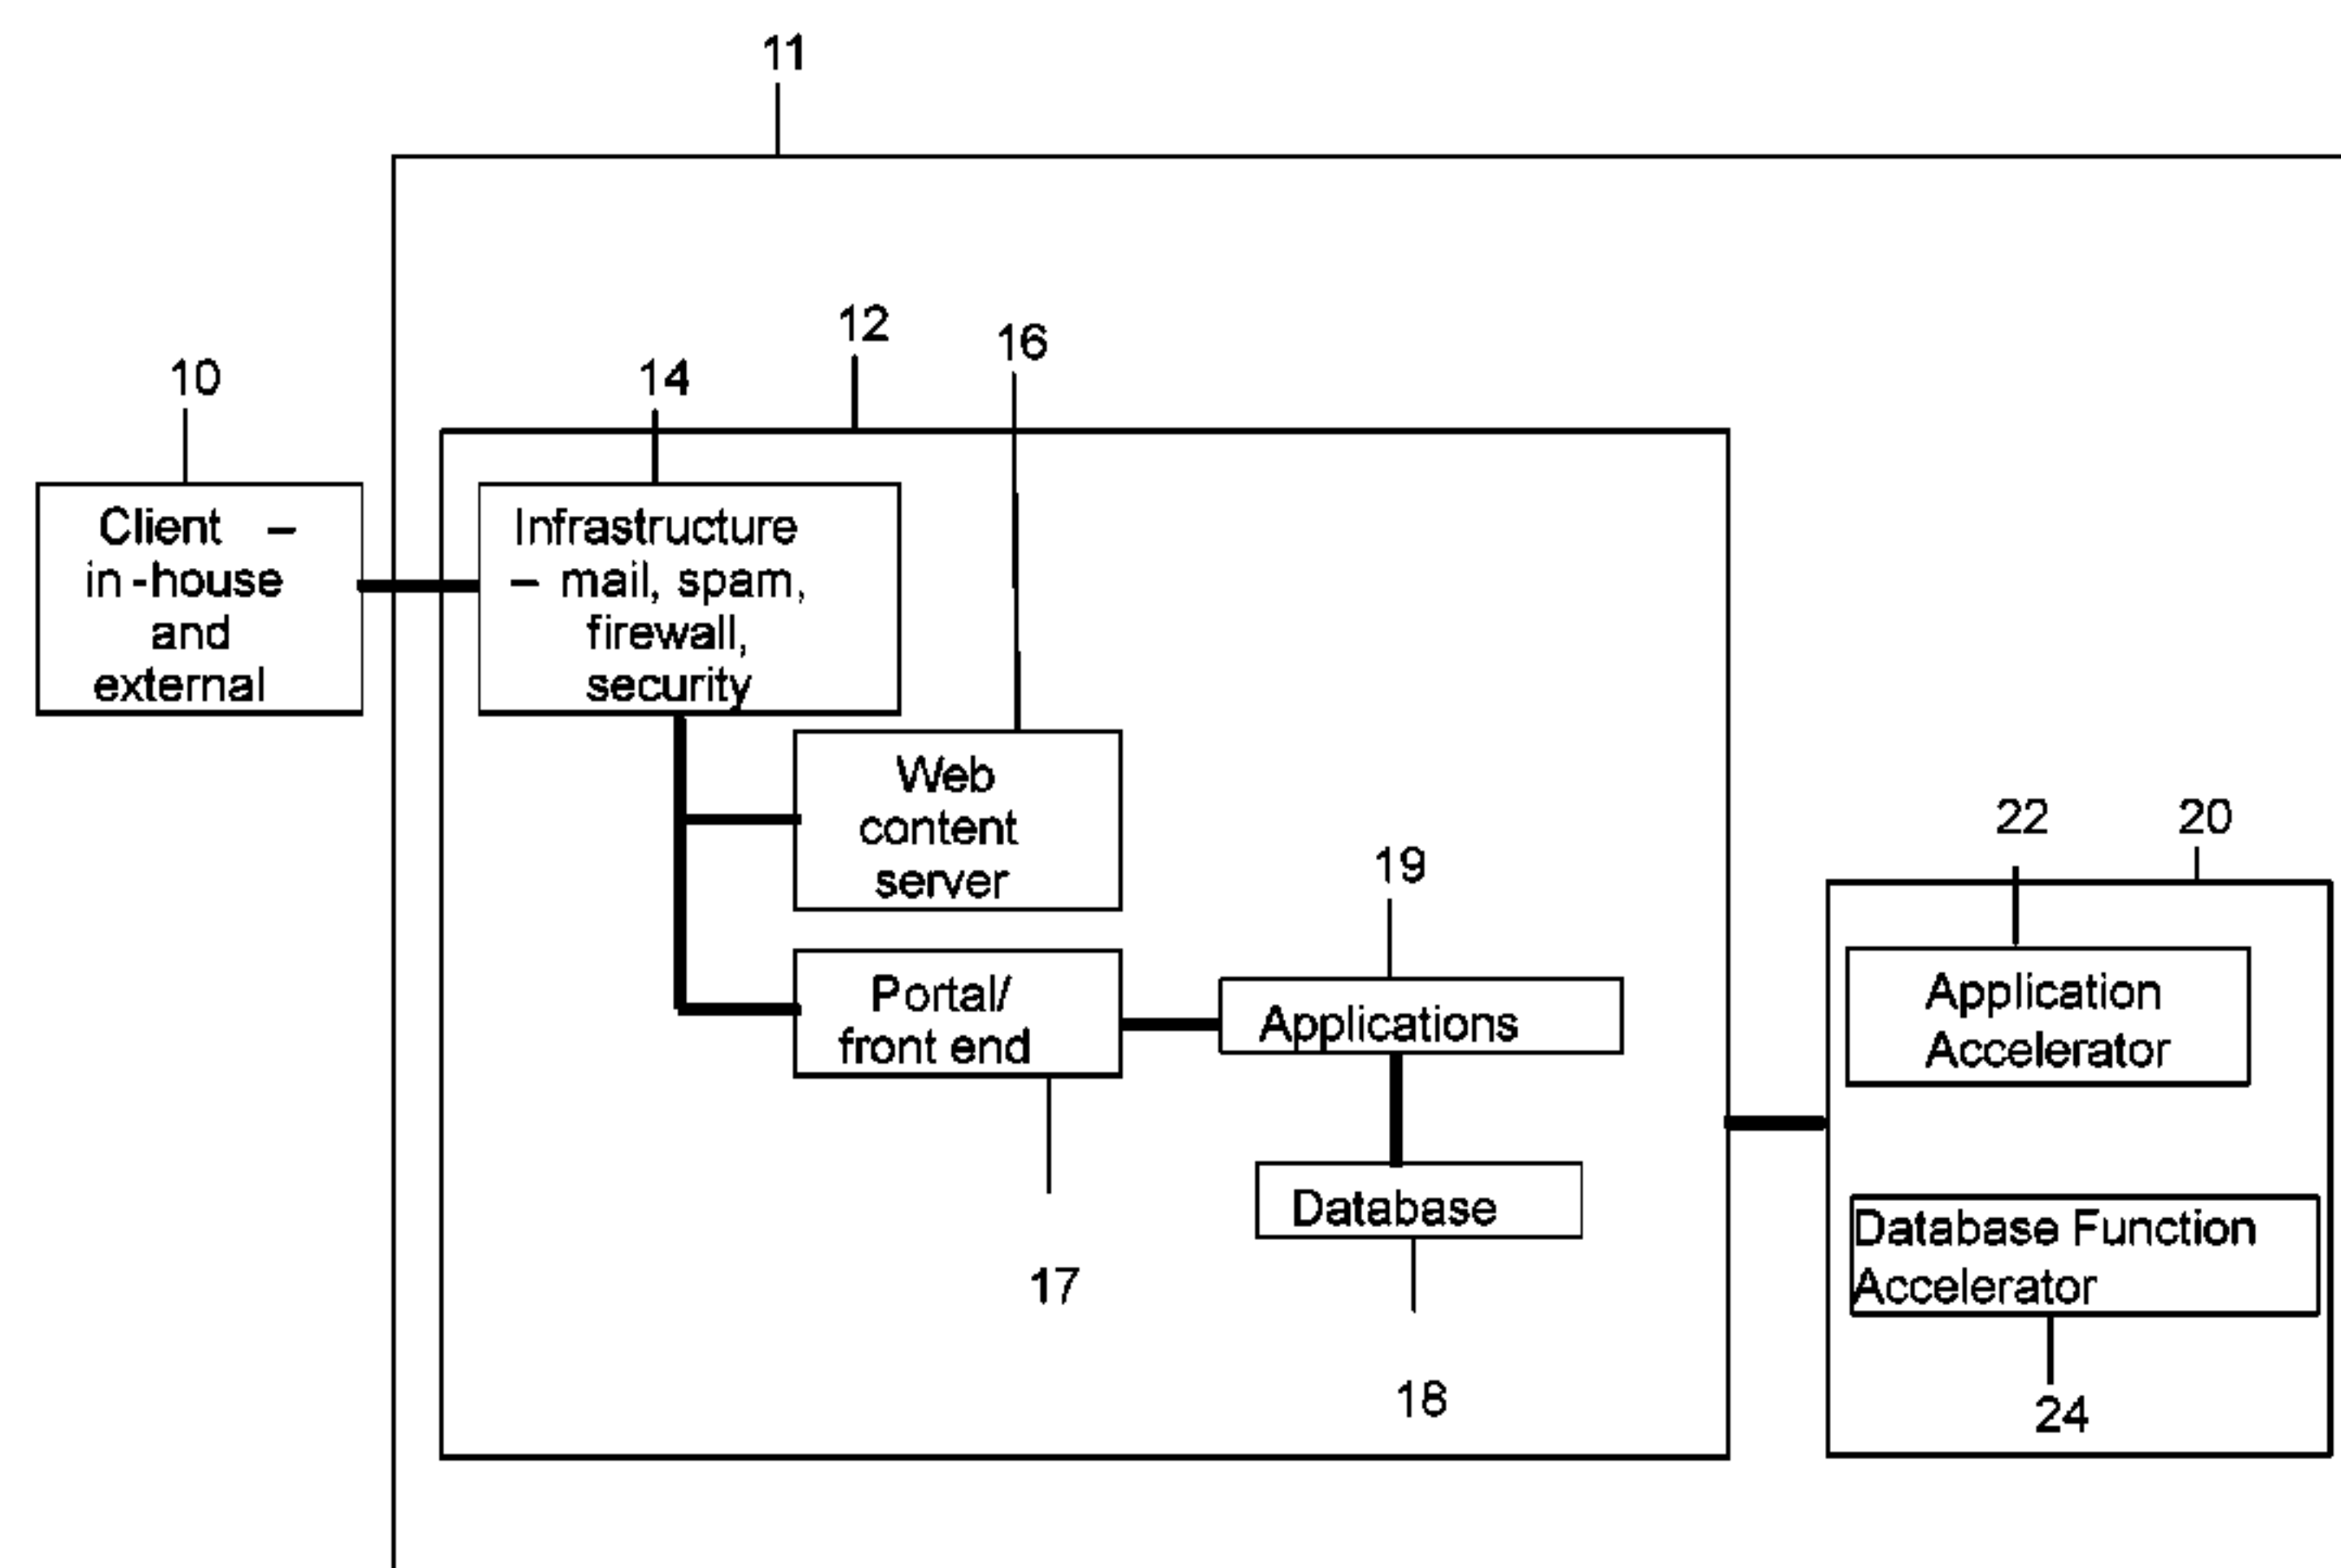 11
12
16
10
14
Client –
in -house
and
external
Infrastructure
– mail, spam,
firewall,
security
Web
content
server
22
20
19
Portal/
front end
Applications
Application
Accelerator
Database
Database Function
Accelerator
17
18
24